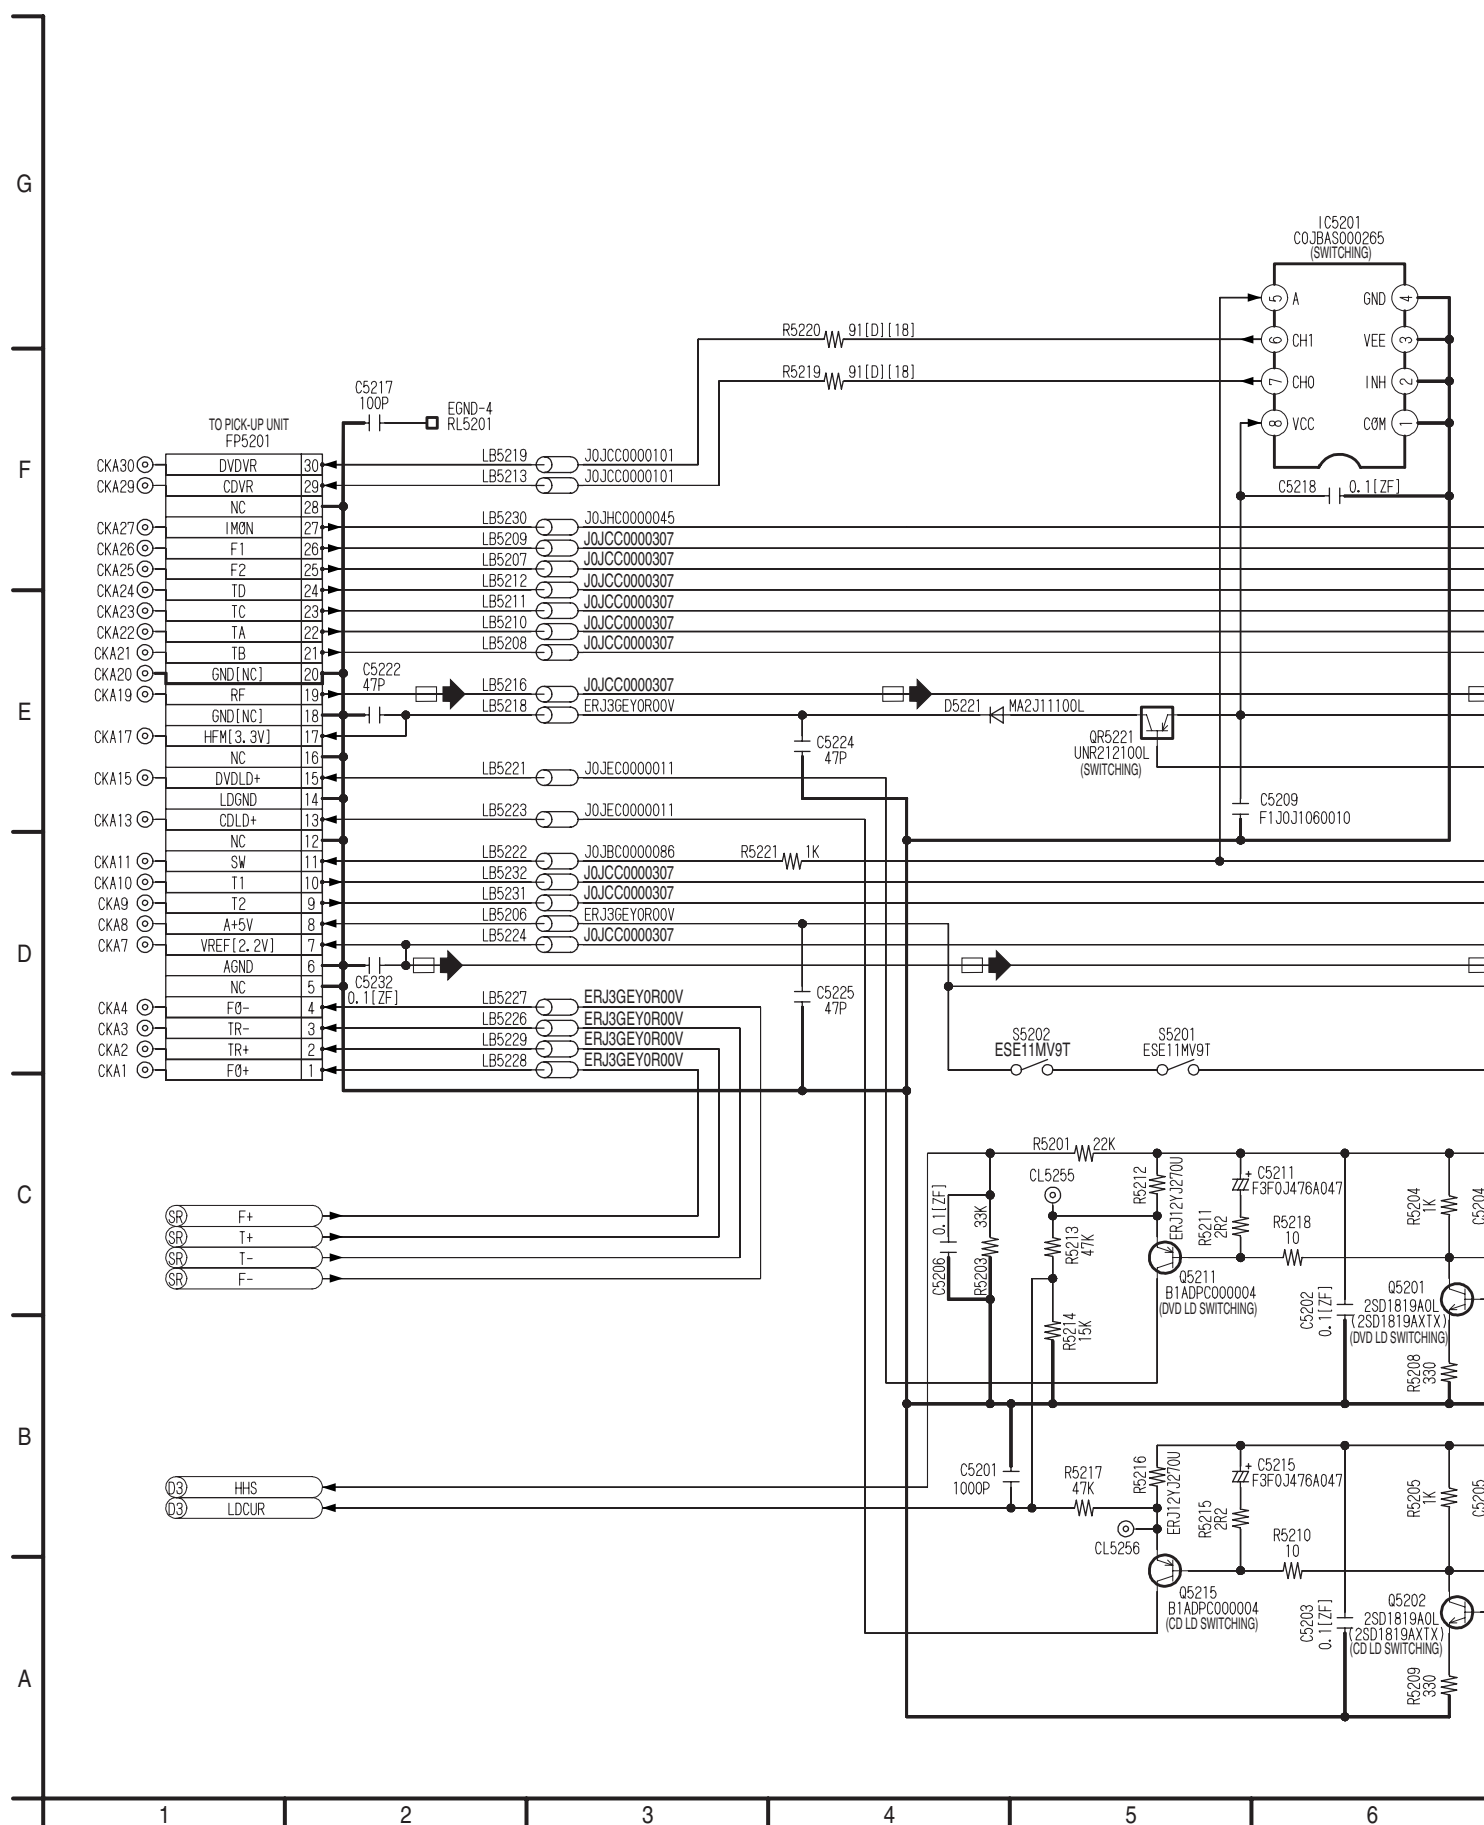 G
IC5201
C0JBAS000265
(SWITCHING)
5 A GND 4
R5220 91[D][18]
6 CH1 VEE 3
R5219 91[D][18]
7 CH0 INH 2
C5217
100P
EGND-4
RL5201
8 VCC CØM 1
TO PICK-UP UNIT
FP5201
F
CKA30 DVDVR 30 LB5219 J0JCC0000101
CKA29 CDVR 29 LB5213 J0JCC0000101
C5218 0.1[ZF]
NC 28
CKA27 IMØN 27 LB5230 J0JHC0000045
CKA26 F1 26 LB5209 J0JCC0000307
CKA25 F2 25 LB5207 J0JCC0000307
CKA24 TD 24 LB5212 J0JCC0000307
CKA23 TC 23 LB5211 J0JCC0000307
CKA22 TA 22 LB5210 J0JCC0000307
CKA21 TB 21 LB5208 J0JCC0000307
CKA20 GND[NC] 20
C5222
47P
CKA19 RF 19 LB5216 J0JCC0000307
E
GND[NC] 18 LB5218 ERJ3GEY0R00V
D5221 MA2J11100L
CKA17 HFM[3.3V] 17
QR5221
UNR212100L
(SWITCHING)
C5224
47P
NC 16
CKA15 DVDLD+ 15 LB5221 J0JEC0000011
LDGND 14
C5209
F1J0J1060010
CKA13 CDLD+ 13 LB5223 J0JEC0000011
NC 12
CKA11 SW 11 LB5222 J0JBC0000086 R5221 1K
CKA10 T1 10 LB5232 J0JCC0000307
CKA9 T2 9 LB5231 J0JCC0000307
CKA8 A+5V 8 LB5206 ERJ3GEY0R00V
CKA7 VREF[2.2V] 7 LB5224 J0JCC0000307
D
AGND 6
C5232
0.1[ZF]
NC 5
C5225
47P
CKA4 FØ- 4 LB5227 ERJ3GEY0R00V
CKA3 TR- 3 LB5226 ERJ3GEY0R00V
CKA2 TR+ 2 LB5229 ERJ3GEY0R00V
CKA1 FØ+ 1 LB5228 ERJ3GEY0R00V
S5202
ESE11MV9T
S5201
ESE11MV9T
R5201 22K
CL5255
R5212
ERJ12YJ270U
C5211
F3F0J476A047
R5204
1K
C5204
C
C5206 0.1[ZF]
R5203 33K
R5213
47K
R5211
2R2
R5218
10
SR F+
SR T+
SR T-
SR F-
Q5211
B1ADPC000004
(DVD LD SWITCHING)
C5202
0.1[ZF]
Q5201
2SD1819A0L
(2SD1819AXTX)
(DVD LD SWITCHING)
R5214
15K
R5208
330
B
C5201
1000P
R5217
47K
R5216
ERJ12YJ270U
C5215
F3F0J476A047
R5205
1K
C5205
D3 HHS
D3 LDCUR
R5215
2R2
CL5256
R5210
10
Q5215
B1ADPC000004
(CD LD SWITCHING)
C5203
0.1[ZF]
Q5202
2SD1819A0L
(2SD1819AXTX)
(CD LD SWITCHING)
A
R5209
330
1 2 3 4 5 6